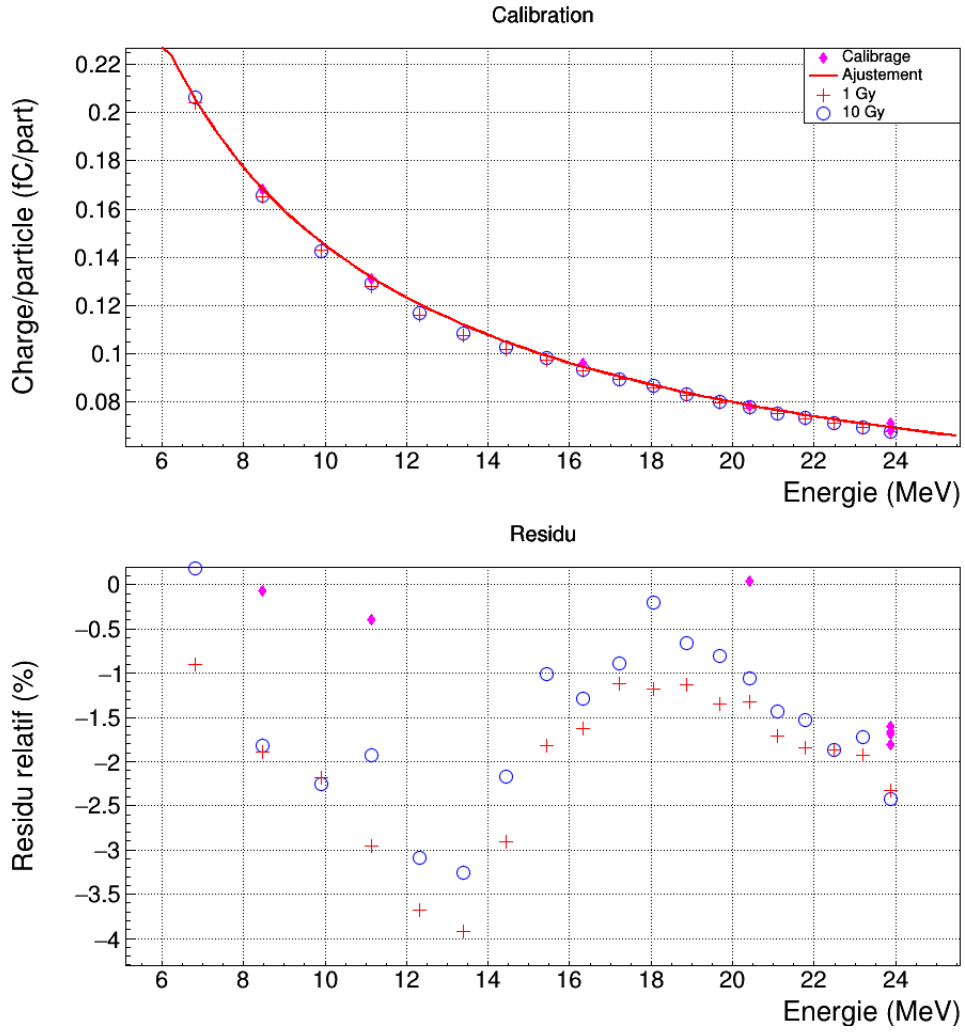 Calibration
Charge/particle (fC/part)
0.22
0.2
0.18
0.16
0.14
0.12
0.1
0.08
Calibrage
Ajustement
1 Gy
10 Gy
6 8 10 12 14 16 18 20 22 24
Energie (MeV)
Residu
Residu relatif (%)
0
−0.5
−1
−1.5
−2
−2.5
−3
−3.5
−4
6 8 10 12 14 16 18 20 22 24
Energie (MeV)